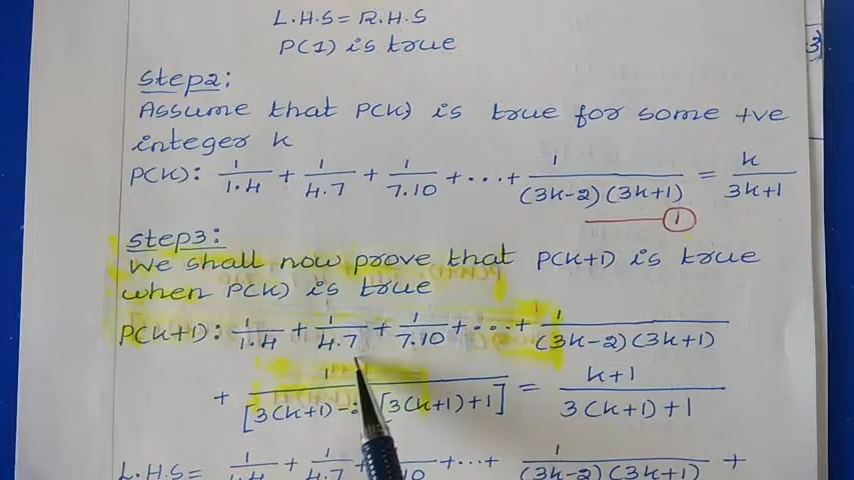 L.H.S = R.H.S
P(1) is true
3
Step2:
Assume that P(k) is true for some +ve
integer k
P(k): 1/1.4 + 1/4.7 + 1/7.10 + ... + 1/(3k-2)(3k+1) = k/3k+1
1
Step3:
We shall now prove that P(k+1) is true
when P(k) is true
P(k+1): 1/1.4 + 1/4.7 + 1/7.10 + ... + 1/(3k-2)(3k+1)
+ 1/[3(k+1)- [3(k+1)+1] = k+1/3(k+1)+1
L.H.S = 1/1.4 + 1/4.7 + /10 + ... + 1/(3k-2)(3k+1) +